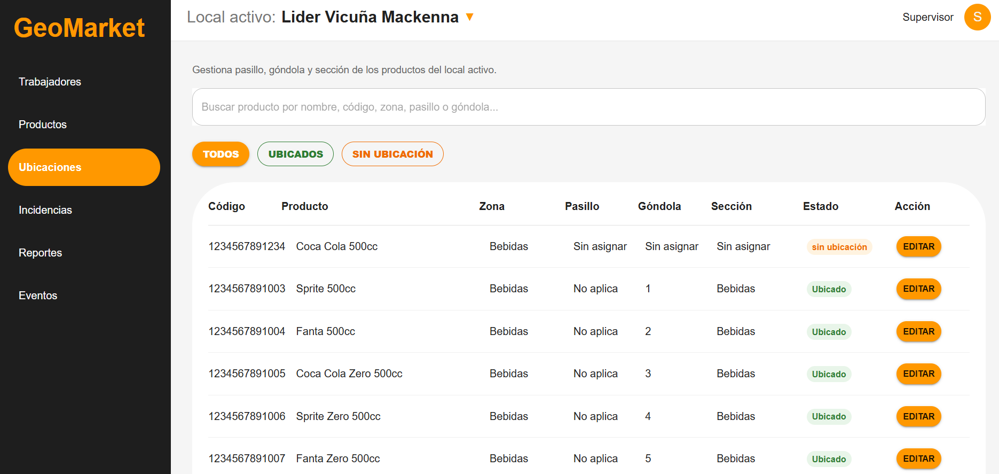 GeoMarket
Trabajadores
Productos
Ubicaciones
Incidencias
Reportes
Eventos
Local activo: Lider Vicuña Mackenna ▼
Supervisor S
Gestiona pasillo, góndola y sección de los productos del local activo.
Buscar producto por nombre, código, zona, pasillo o góndola...
TODOS UBICADOS SIN UBICACIÓN
Código Producto Zona Pasillo Góndola Sección Estado Acción
1234567891234 Coca Cola 500cc Bebidas Sin asignar Sin asignar Sin asignar sin ubicación EDITAR
1234567891003 Sprite 500cc Bebidas No aplica 1 Bebidas Ubicado EDITAR
1234567891004 Fanta 500cc Bebidas No aplica 2 Bebidas Ubicado EDITAR
1234567891005 Coca Cola Zero 500cc Bebidas No aplica 3 Bebidas Ubicado EDITAR
1234567891006 Sprite Zero 500cc Bebidas No aplica 4 Bebidas Ubicado EDITAR
1234567891007 Fanta Zero 500cc Bebidas No aplica 5 Bebidas Ubicado EDITAR